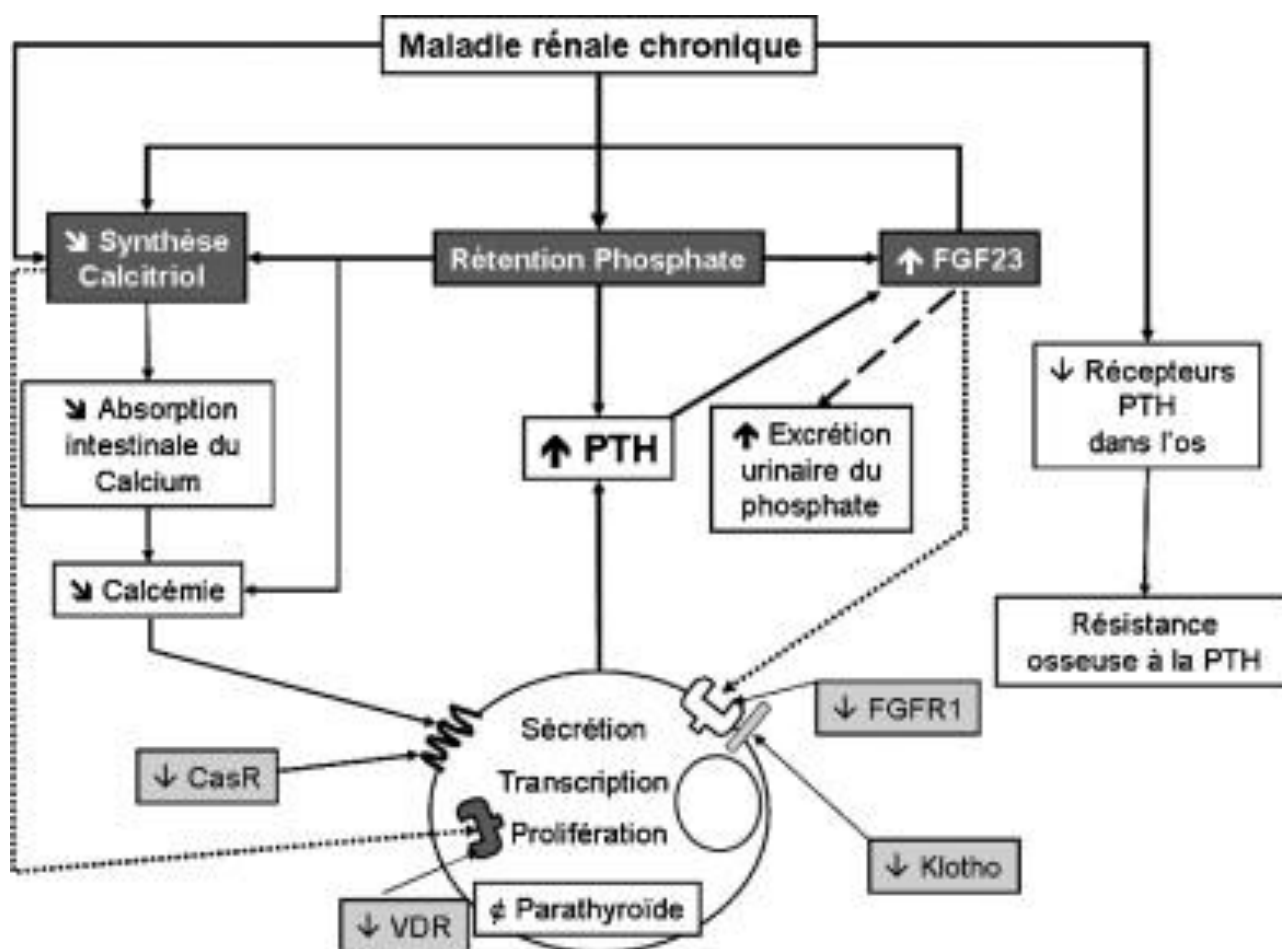 Maladie rénale chronique
↘ Synthèse
Calcitriol
Rétention Phosphate
↑ FGF23
↘ Absorption
intestinale du
Calcium
↑ PTH
↑ Excrétion
urinaire du
phosphate
↓ Récepteurs
PTH
dans l'os
↘ Calcémie
Résistance
osseuse à la PTH
↓ FGFR1
Sécrétion
↓ CasR
Transcription
Prolifération
↓ Klotho
↓ VDR
¢ Parathyroïde